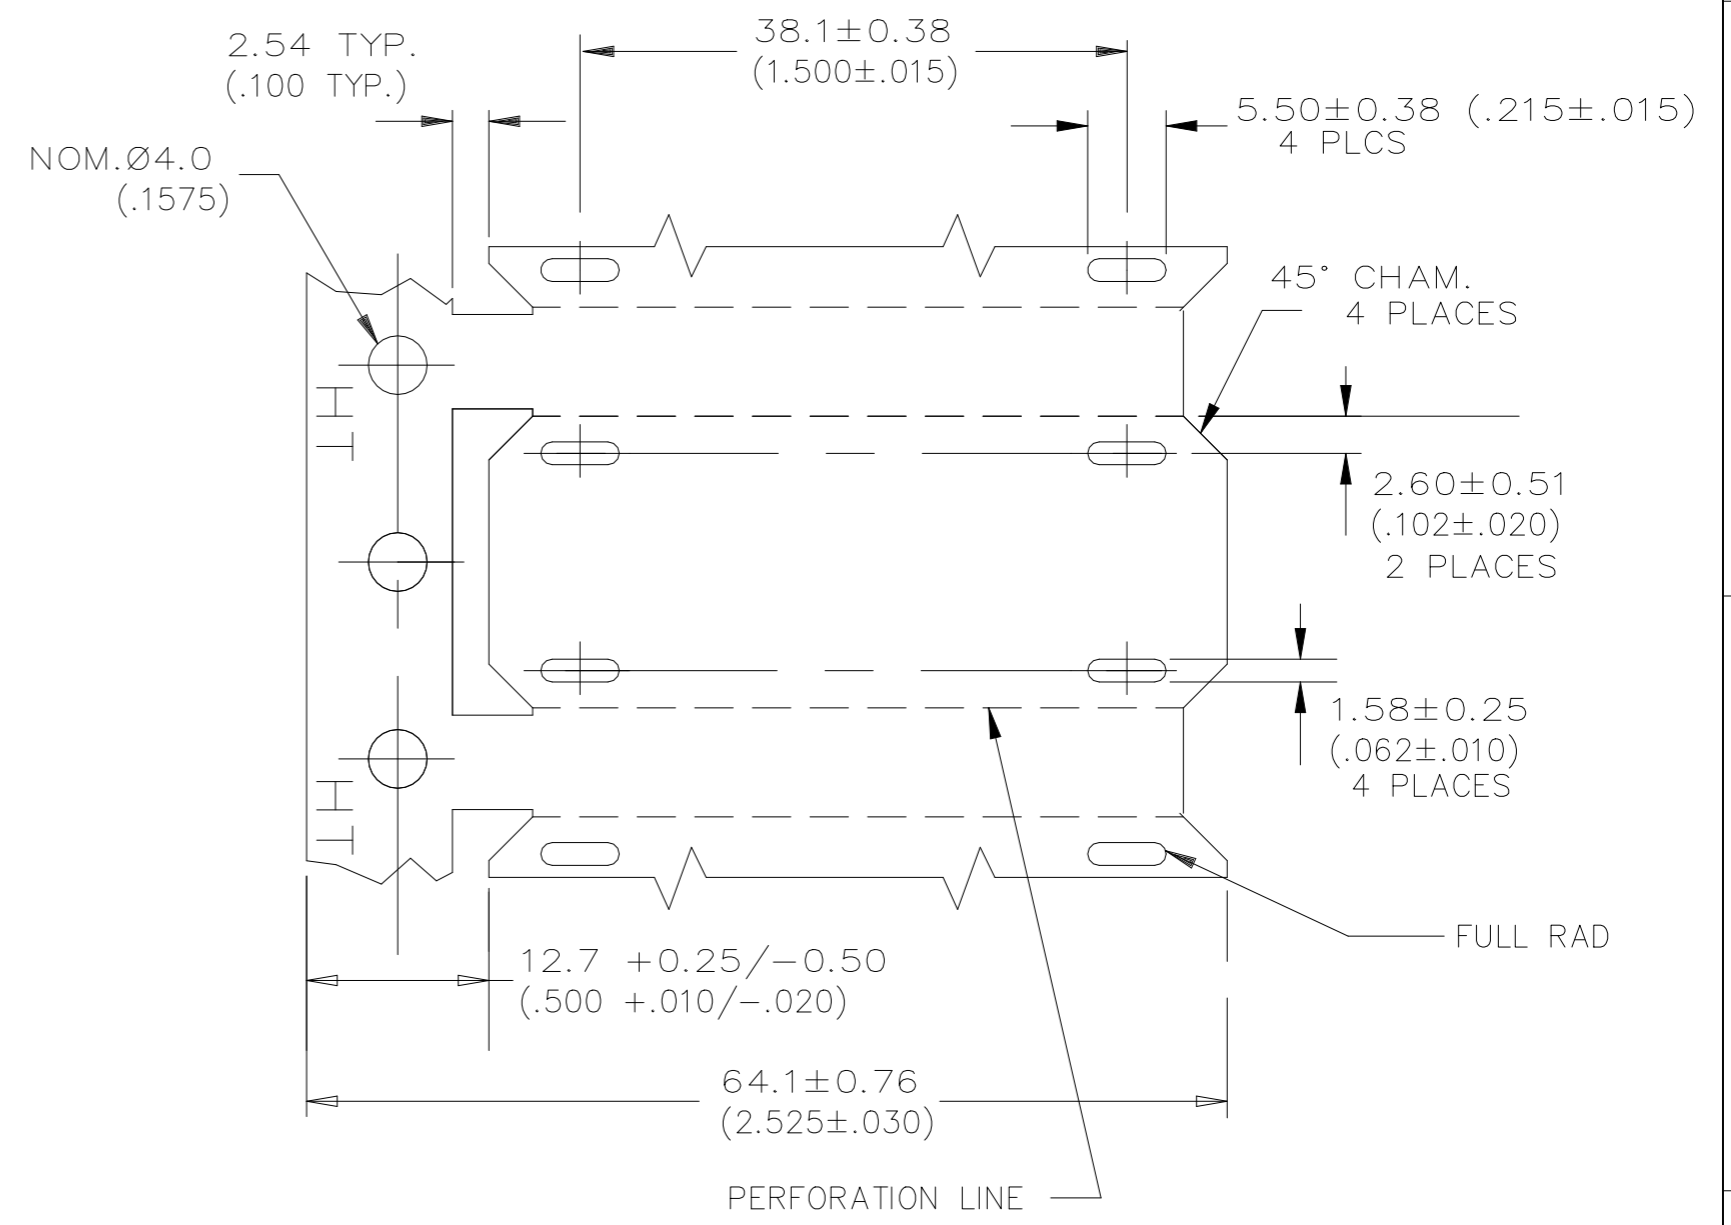 2.54 TYP.
(.100 TYP.)
38.1±0.38
(1.500±.015)
5.50±0.38 (.215±.015)
4 PLCS
NOM.Ø4.0
(.1575)
45° CHAM.
4 PLACES
TH
2.60±0.51
(.102±.020)
2 PLACES
1.58±0.25
(.062±.010)
4 PLACES
TH
FULL RAD
12.7 +0.25/-0.50
(.500 +.010/-.020)
64.1±0.76
(2.525±.030)
PERFORATION LINE